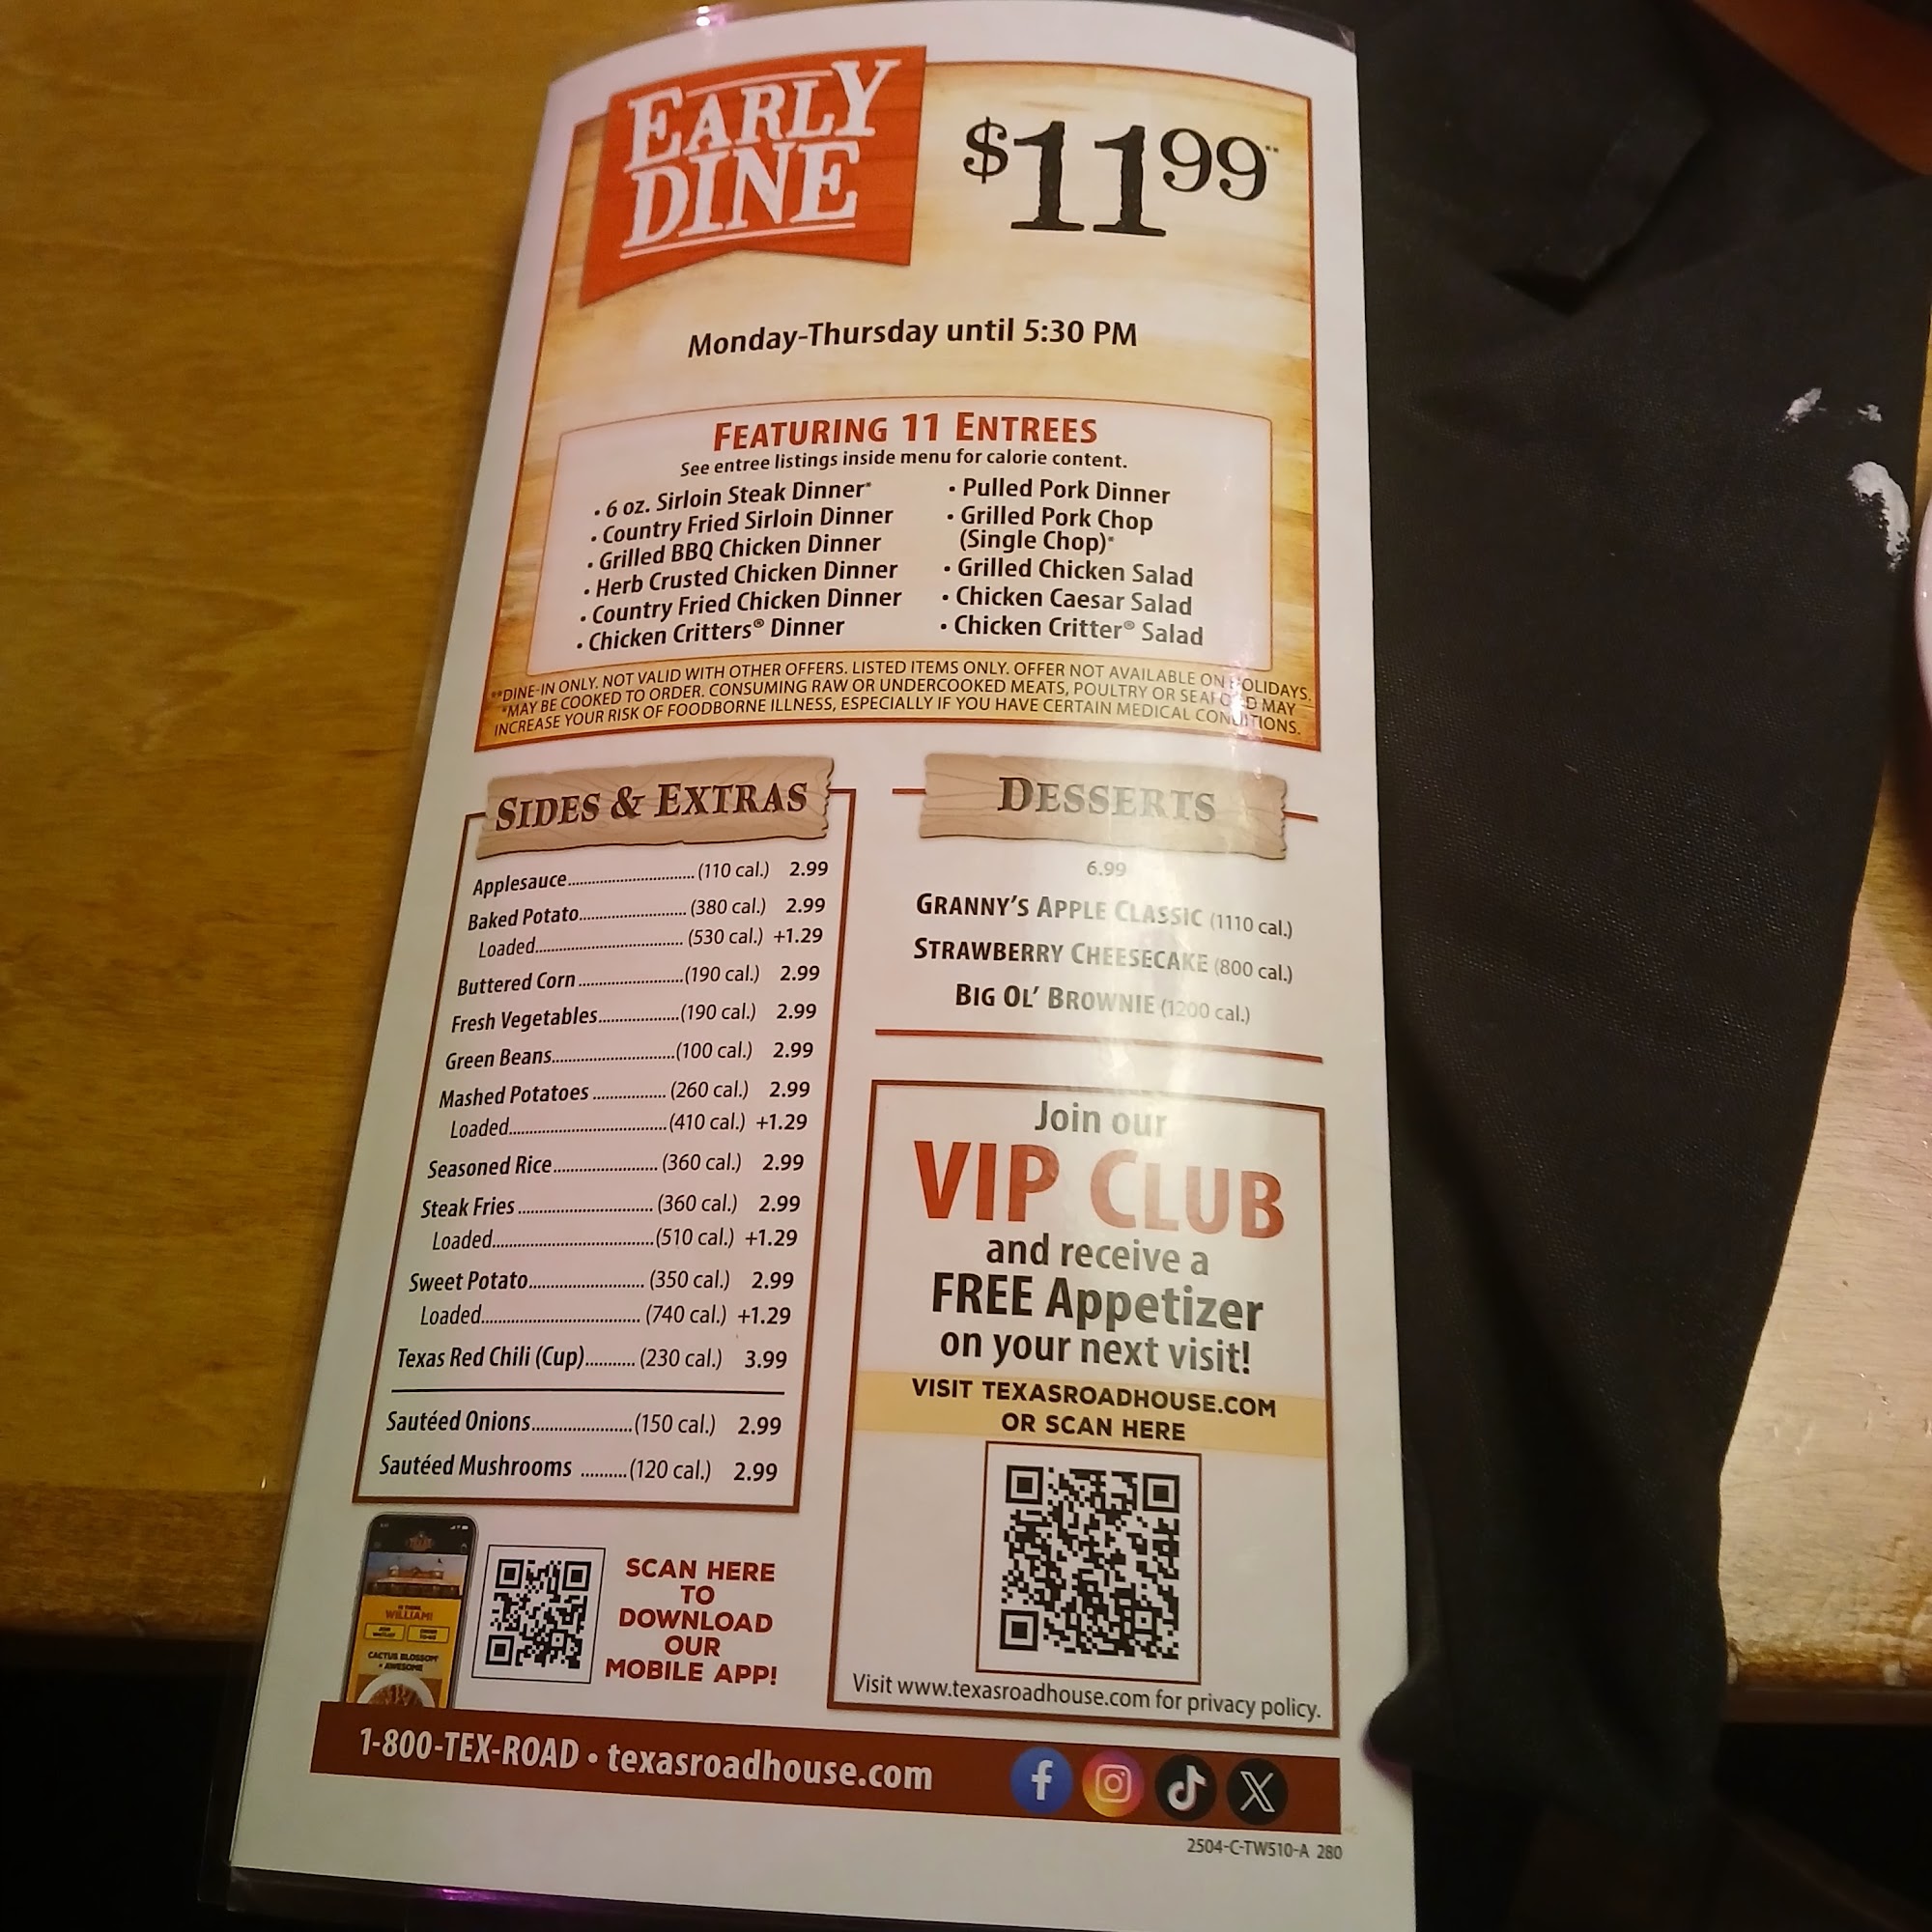 EARLY
DINE
$11 99**
Monday-Thursday until 5:30 PM
FEATURING 11 ENTREES
See entree listings inside menu for calorie content.
• 6 oz. Sirloin Steak Dinner*
• Country Fried Sirloin Dinner
• Grilled BBQ Chicken Dinner
• Herb Crusted Chicken Dinner
• Country Fried Chicken Dinner
• Chicken Critters® Dinner
• Pulled Pork Dinner
• Grilled Pork Chop
(Single Chop)*
• Grilled Chicken Salad
• Chicken Caesar Salad
• Chicken Critter® Salad
**DINE-IN ONLY. NOT VALID WITH OTHER OFFERS. LISTED ITEMS ONLY. OFFER NOT AVAILABLE ON HOLIDAYS.
*MAY BE COOKED TO ORDER. CONSUMING RAW OR UNDERCOOKED MEATS, POULTRY OR SEAFOOD MAY
INCREASE YOUR RISK OF FOODBORNE ILLNESS, ESPECIALLY IF YOU HAVE CERTAIN MEDICAL CONDITIONS.
SIDES & EXTRAS
Applesauce (110 cal.) 2.99
Baked Potato (380 cal.) 2.99
Loaded (530 cal.) +1.29
Buttered Corn (190 cal.) 2.99
Fresh Vegetables (190 cal.) 2.99
Green Beans (100 cal.) 2.99
Mashed Potatoes (260 cal.) 2.99
Loaded (410 cal.) +1.29
Seasoned Rice (360 cal.) 2.99
Steak Fries (360 cal.) 2.99
Loaded (510 cal.) +1.29
Sweet Potato (350 cal.) 2.99
Loaded (740 cal.) +1.29
Texas Red Chili (Cup) (230 cal.) 3.99
Sautéed Onions (150 cal.) 2.99
Sautéed Mushrooms (120 cal.) 2.99
DESSERTS
6.99
GRANNY'S APPLE CLASSIC (1110 cal.)
STRAWBERRY CHEESECAKE (800 cal.)
BIG OL' BROWNIE (1200 cal.)
Join our
VIP CLUB
and receive a
FREE Appetizer
on your next visit!
VISIT TEXASROADHOUSE.COM
OR SCAN HERE
Visit www.texasroadhouse.com for privacy policy.
WILLIAM!
CACTUS BLOSSOM
+ AWESOME
SCAN HERE
TO
DOWNLOAD
OUR
MOBILE APP!
1-800-TEX-ROAD • texasroadhouse.com
2504-C-TW510-A 280